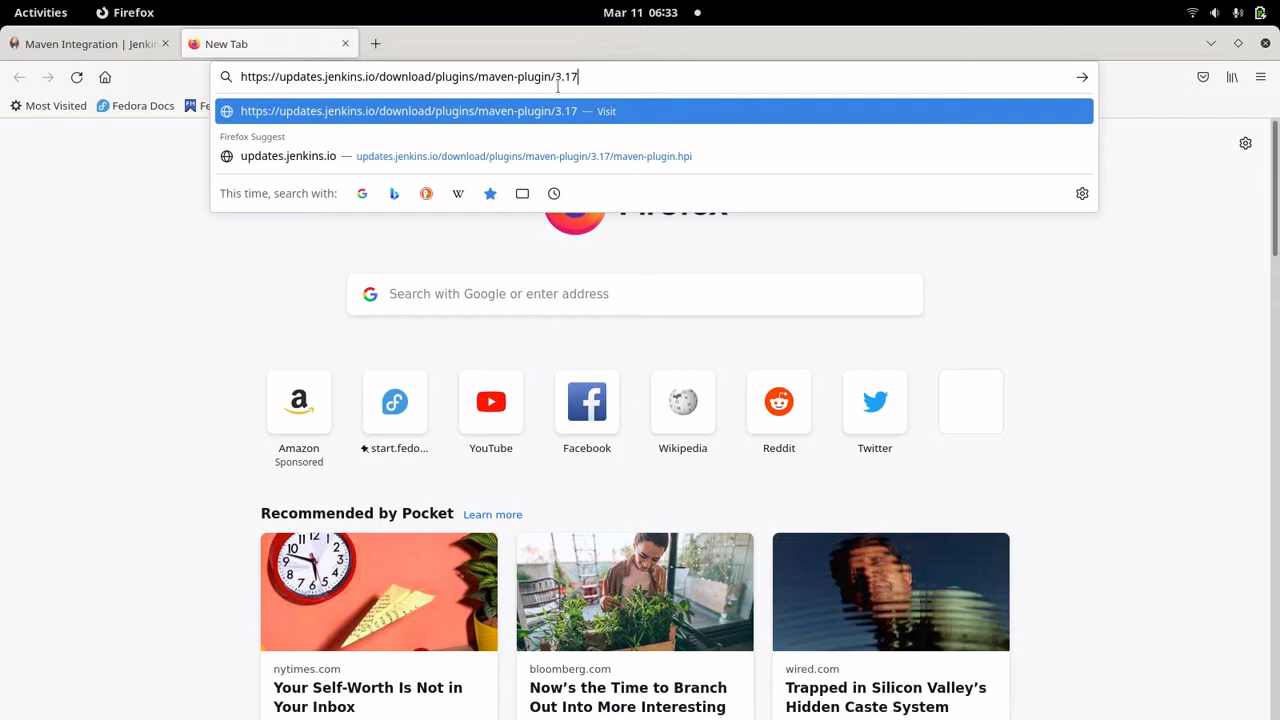 Activities Firefox Mar 11 06:33
Maven Integration | Jenkin New Tab
https://updates.jenkins.io/download/plugins/maven-plugin/3.17
https://updates.jenkins.io/download/plugins/maven-plugin/3.17 — Visit
Most Visited Fedora Docs Fe
Firefox Suggest
updates.jenkins.io — updates.jenkins.io/download/plugins/maven-plugin/3.17/maven-plugin.hpi
This time, search with:
Search with Google or enter address
Amazon start.fedo... YouTube Facebook Wikipedia Reddit Twitter
Sponsored
Recommended by Pocket Learn more
nytimes.com
Your Self-Worth Is Not in
Your Inbox
bloomberg.com
Now’s the Time to Branch
Out Into More Interesting
wired.com
Trapped in Silicon Valley’s
Hidden Caste System